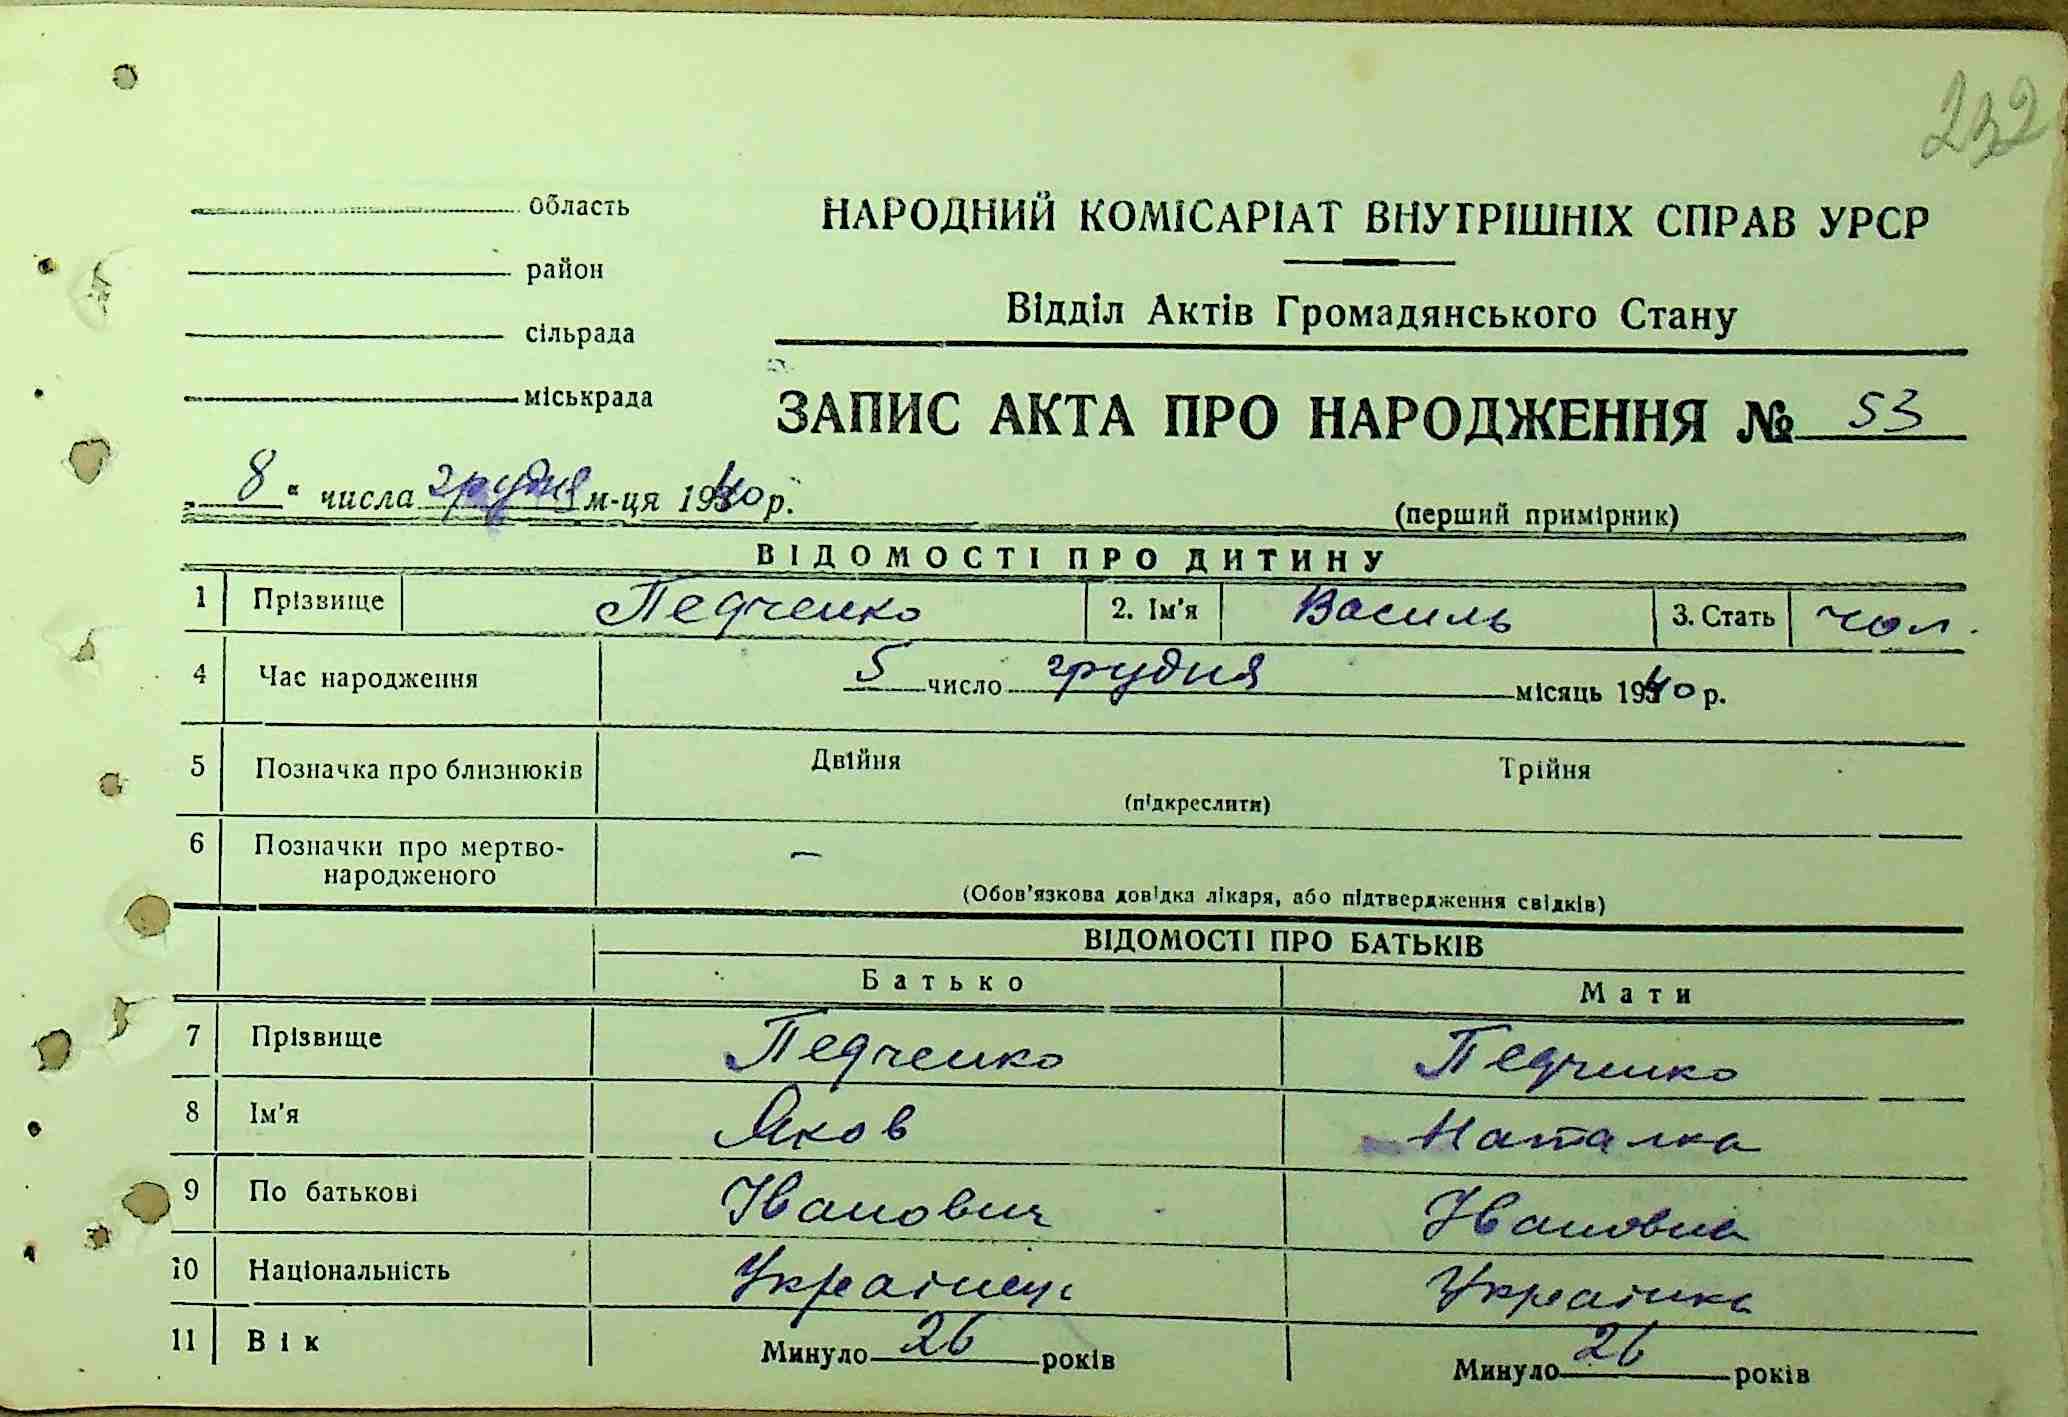 232
область
район
сільрада
міськрада
НАРОДНИЙ КОМІСАРІАТ ВНУТРІШНІХ СПРАВ УРСР
Відділ Актів Громадянського Стану
ЗАПИС АКТА ПРО НАРОДЖЕННЯ № 53
„ 8 “ числа грудня м-ця 1940 р.
(перший примірник)
ВІДОМОСТІ ПРО ДИТИНУ
1 Прізвище Педченко 2. Ім'я Василь 3. Стать чол.
4 Час народження 5 число грудня місяць 1940 р.
5 Позначка про близнюків Двійня Трійня
(підкреслити)
6 Позначки про мертво-
народженого –
(Обов'язкова довідка лікаря, або підтвердження свідків)
ВІДОМОСТІ ПРО БАТЬКІВ
Батько Мати
7 Прізвище Педченко Педченко
8 Ім'я Яков Наталка
9 По батькові Іванович Івановна
10 Національність Українець Українка
11 Вік Минуло 26 років Минуло 26 років